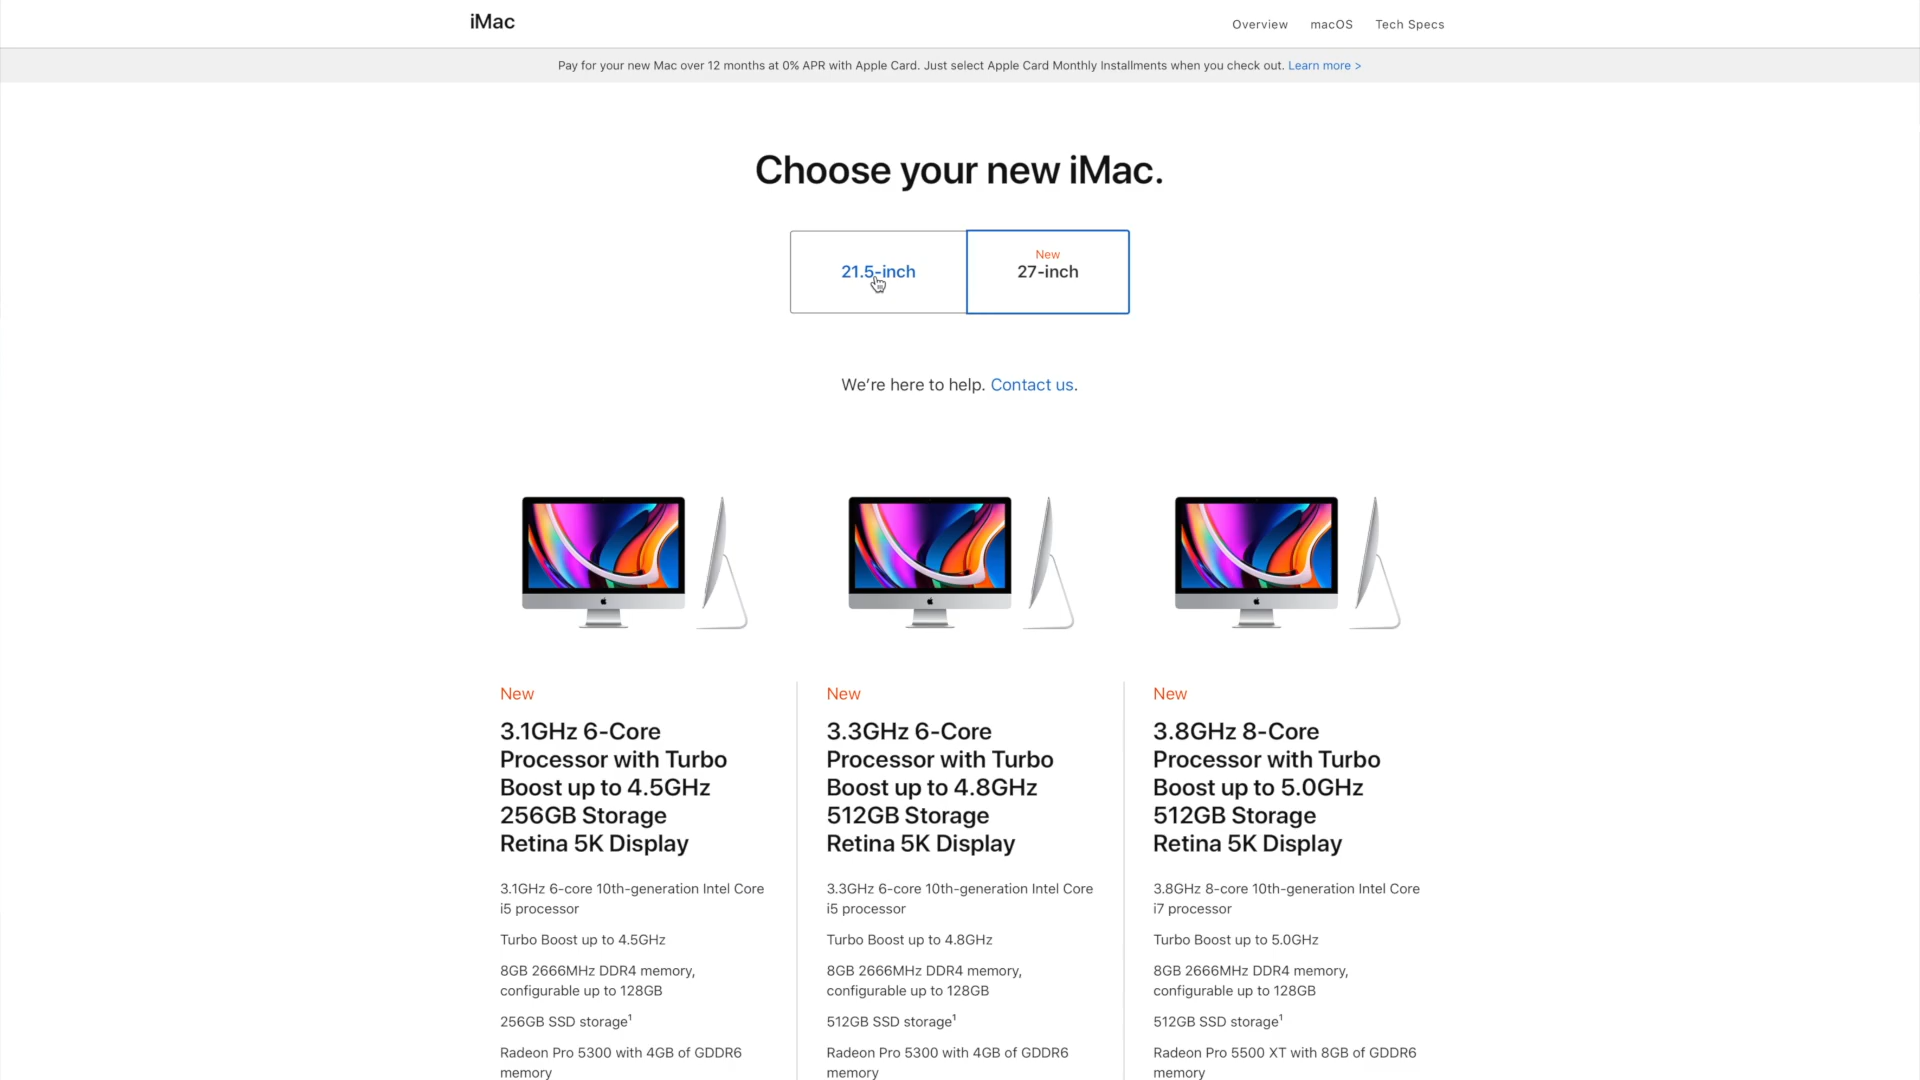 iMac
Overview macOS Tech Specs
Pay for your new Mac over 12 months at 0% APR with Apple Card. Just select Apple Card Monthly Installments when you check out. Learn more >
Choose your new iMac.
21.5-inch
New
27-inch
We’re here to help. Contact us.
New
3.1GHz 6-Core
Processor with Turbo
Boost up to 4.5GHz
256GB Storage
Retina 5K Display
3.1GHz 6-core 10th-generation Intel Core
i5 processor
Turbo Boost up to 4.5GHz
8GB 2666MHz DDR4 memory,
configurable up to 128GB
256GB SSD storage¹
Radeon Pro 5300 with 4GB of GDDR6
memory
New
3.3GHz 6-Core
Processor with Turbo
Boost up to 4.8GHz
512GB Storage
Retina 5K Display
3.3GHz 6-core 10th-generation Intel Core
i5 processor
Turbo Boost up to 4.8GHz
8GB 2666MHz DDR4 memory,
configurable up to 128GB
512GB SSD storage¹
Radeon Pro 5300 with 4GB of GDDR6
memory
New
3.8GHz 8-Core
Processor with Turbo
Boost up to 5.0GHz
512GB Storage
Retina 5K Display
3.8GHz 8-core 10th-generation Intel Core
i7 processor
Turbo Boost up to 5.0GHz
8GB 2666MHz DDR4 memory,
configurable up to 128GB
512GB SSD storage¹
Radeon Pro 5500 XT with 8GB of GDDR6
memory